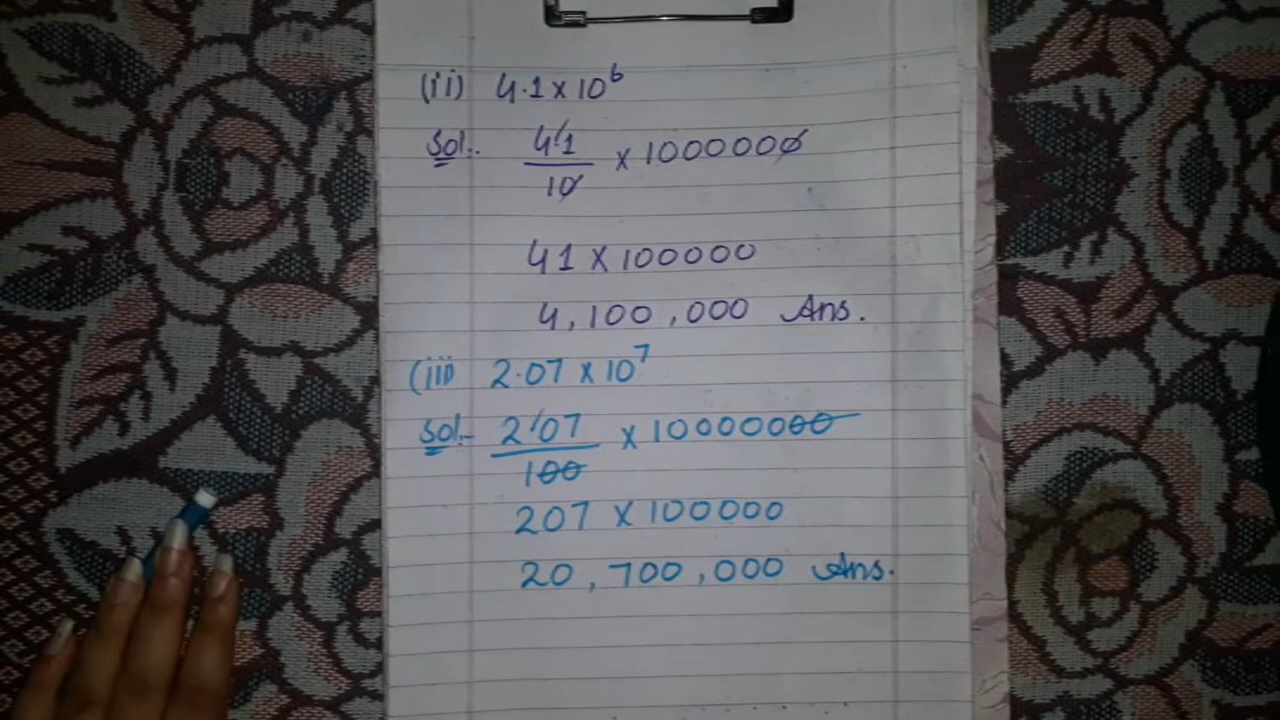 (ii) 4.1 x 10⁶
Sol:. 4.1/10 x 1000000
41 x 100000
4,100,000 Ans.
(iii) 2.07 x 10⁷
Sol:- 2.07/100 x 10000000
207 x 100000
20,700,000 Ans.